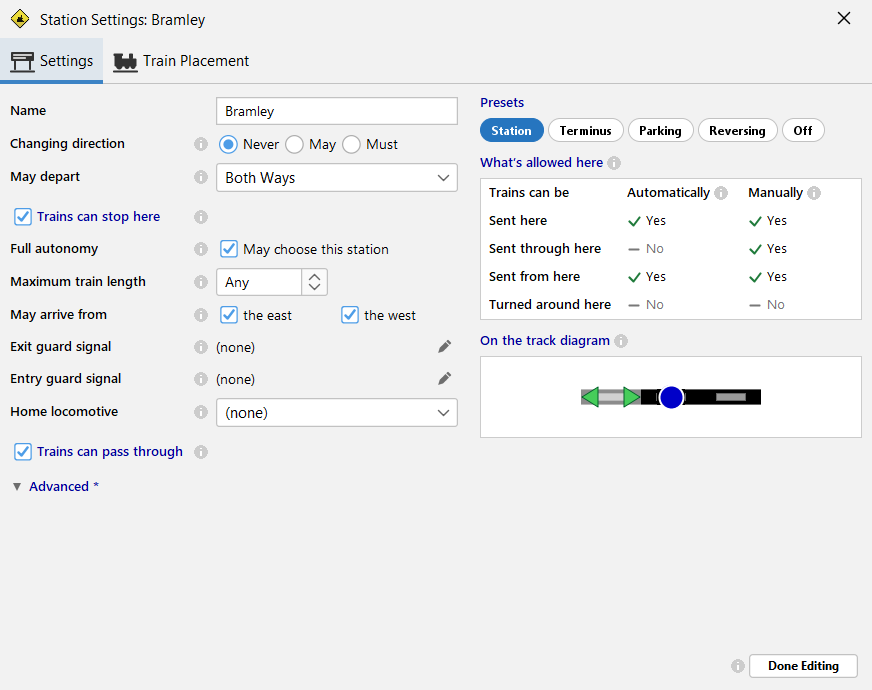 Station Settings: Bramley
Settings
Train Placement
Name
Bramley
Changing direction
Never
May
Must
May depart
Both Ways
Trains can stop here
Full autonomy
May choose this station
Maximum train length
Any
May arrive from
the east
the west
Exit guard signal
(none)
Entry guard signal
(none)
Home locomotive
(none)
Trains can pass through
Advanced *
Presets
Station
Terminus
Parking
Reversing
Off
What's allowed here
Trains can be Automatically Manually
Sent here Yes Yes
Sent through here No Yes
Sent from here Yes Yes
Turned around here No No
On the track diagram
Done Editing